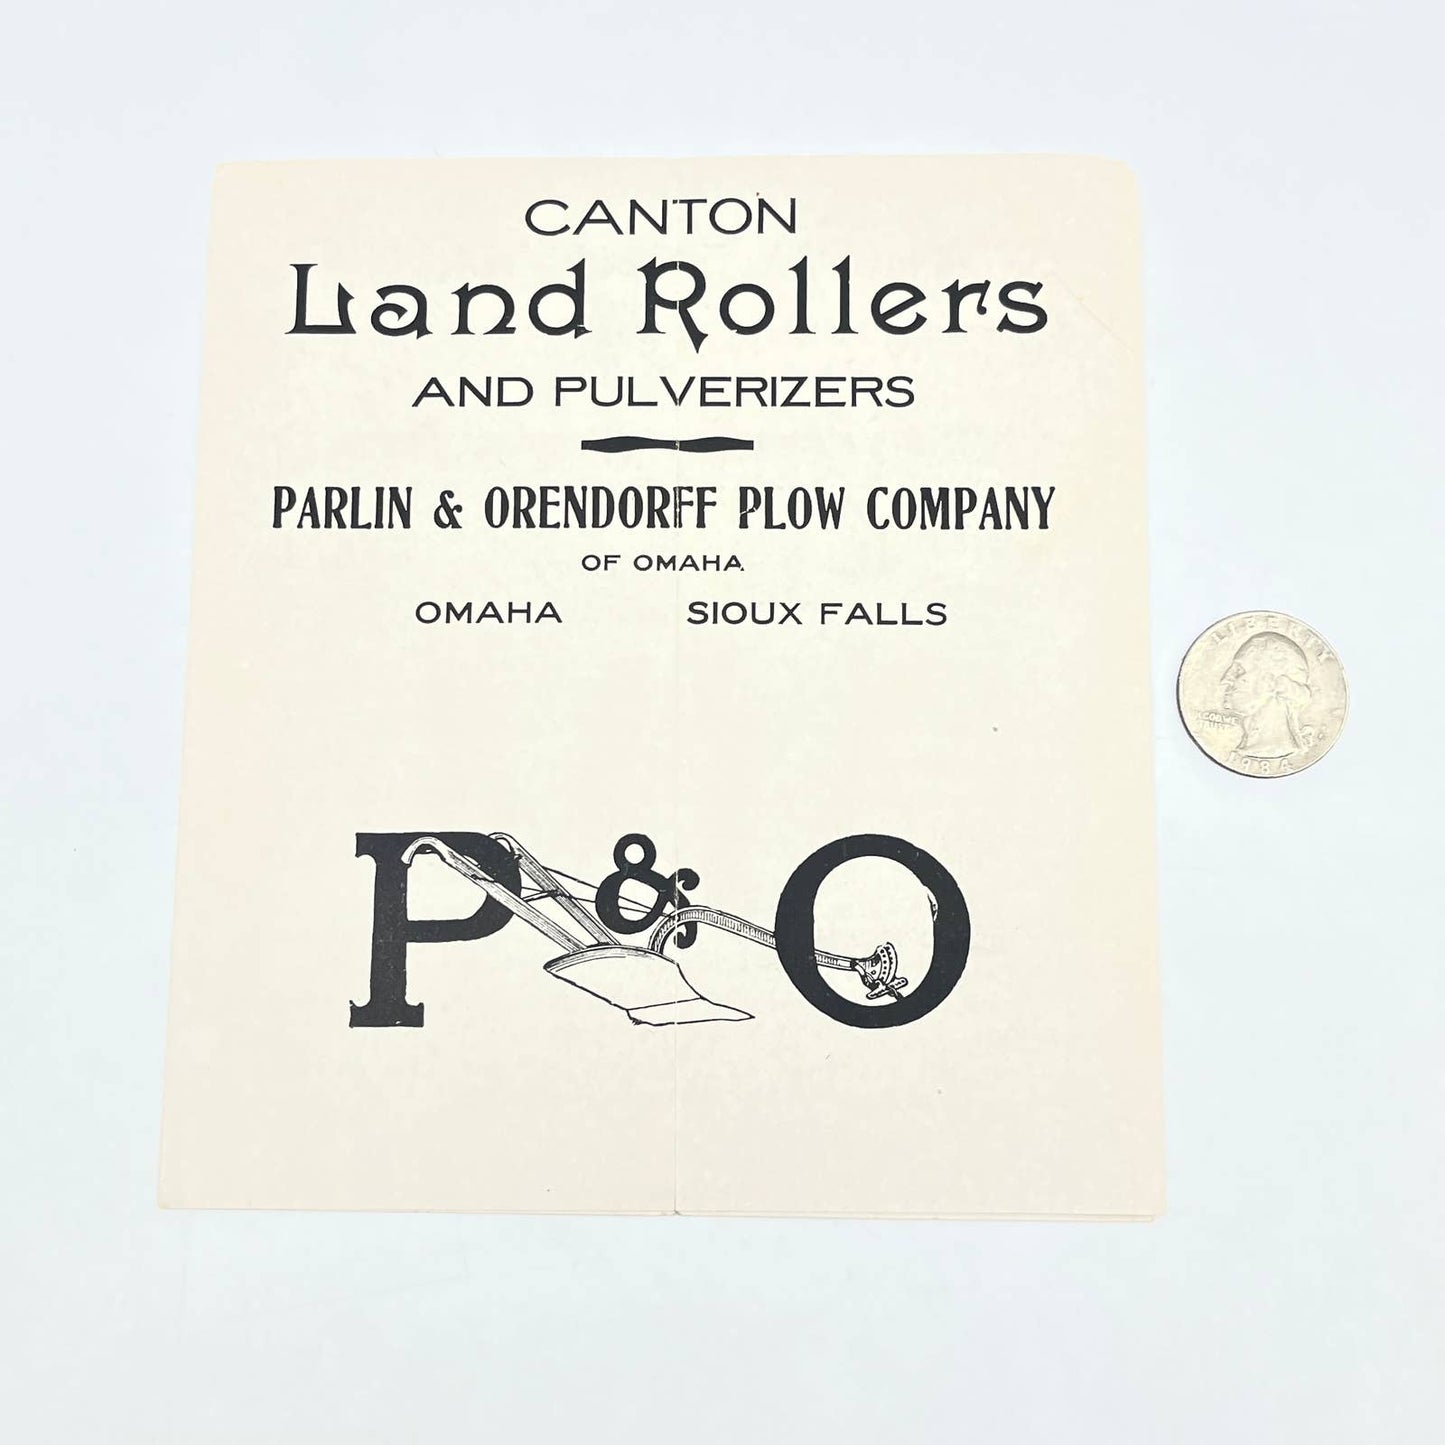 CANTON
Land Rollers
AND PULVERIZERS
PARLIN & ORENDORFF PLOW COMPANY
OF OMAHA
OMAHA SIOUX FALLS
P&O
LIBERTY
1984